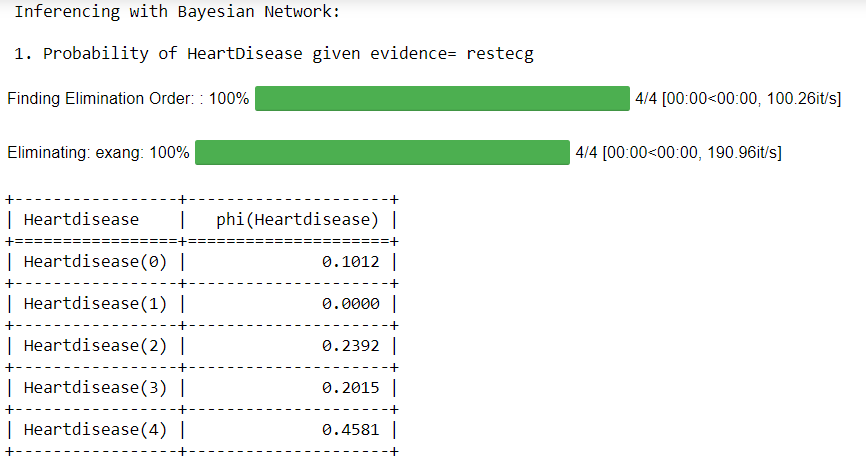 Inferencing with Bayesian Network:
1. Probability of HeartDisease given evidence= restecg
Finding Elimination Order: : 100% 4/4 [00:00<00:00, 100.26it/s]
Eliminating: exang: 100% 4/4 [00:00<00:00, 190.96it/s]
+-----------------+---------------------+
| Heartdisease    |   phi(Heartdisease) |
+=================+=====================+
| Heartdisease(0) |              0.1012 |
+-----------------+---------------------+
| Heartdisease(1) |              0.0000 |
+-----------------+---------------------+
| Heartdisease(2) |              0.2392 |
+-----------------+---------------------+
| Heartdisease(3) |              0.2015 |
+-----------------+---------------------+
| Heartdisease(4) |              0.4581 |
+-----------------+---------------------+